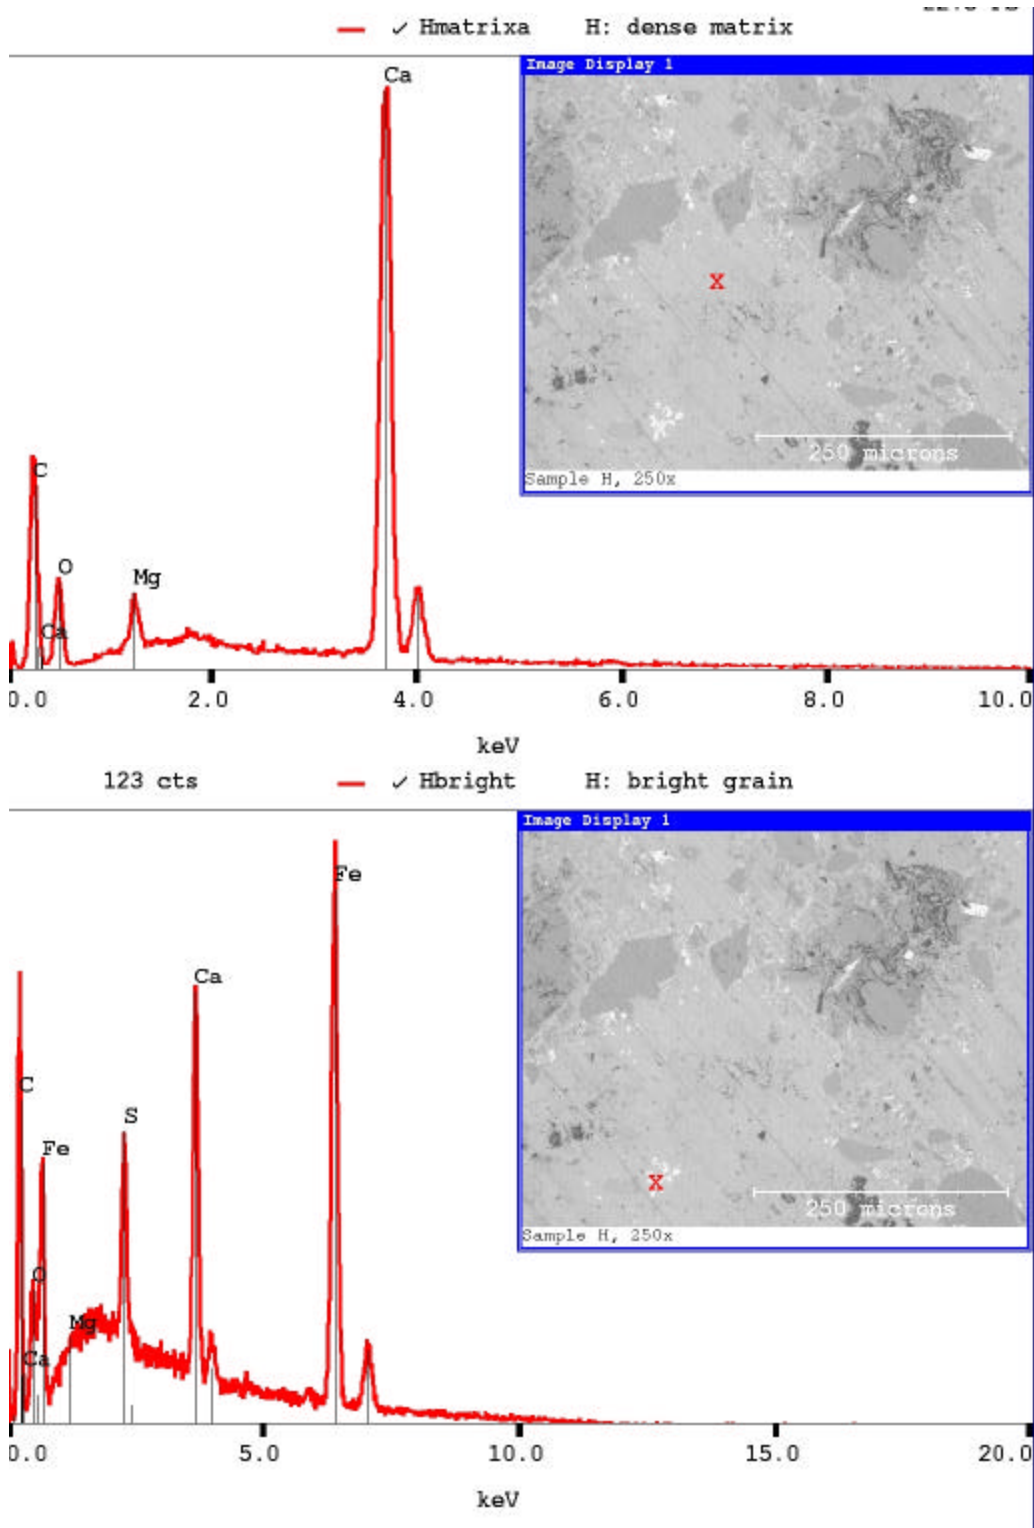 Hmatrixa H: dense matrix
Image Display 1
Ca
C
O
Mg
Ca
X
250 microns
Sample H, 250x
0.0 2.0 4.0 6.0 8.0 10.0
keV
123 cts Hbright H: bright grain
Image Display 1
Fe
Ca
C
S
Fe
O
Mg
Ca
X
250 microns
Sample H, 250x
0.0 5.0 10.0 15.0 20.0
keV